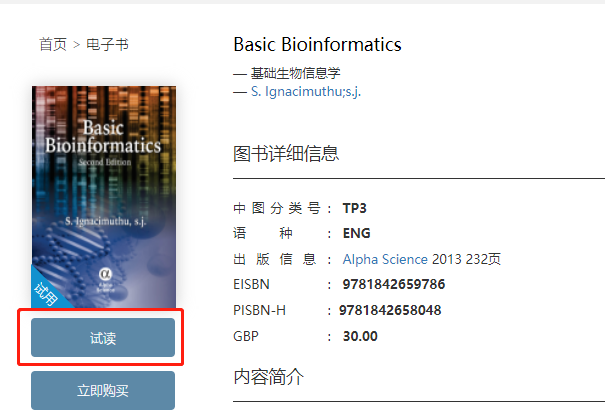 首页 > 电子书
Basic Bioinformatics
— 基础生物信息学
— S. Ignacimuthu;s.j.
Basic
Bioinformatics
Second Edition
S. Ignacimuthu, s.j.
α
Alpha
Science
试用
试读
立即购买
图书详细信息
中图分类号： TP3
语 种： ENG
出版信息： Alpha Science 2013 232页
EISBN ： 9781842659786
PISBN-H ：9781842658048
GBP ： 30.00
内容简介